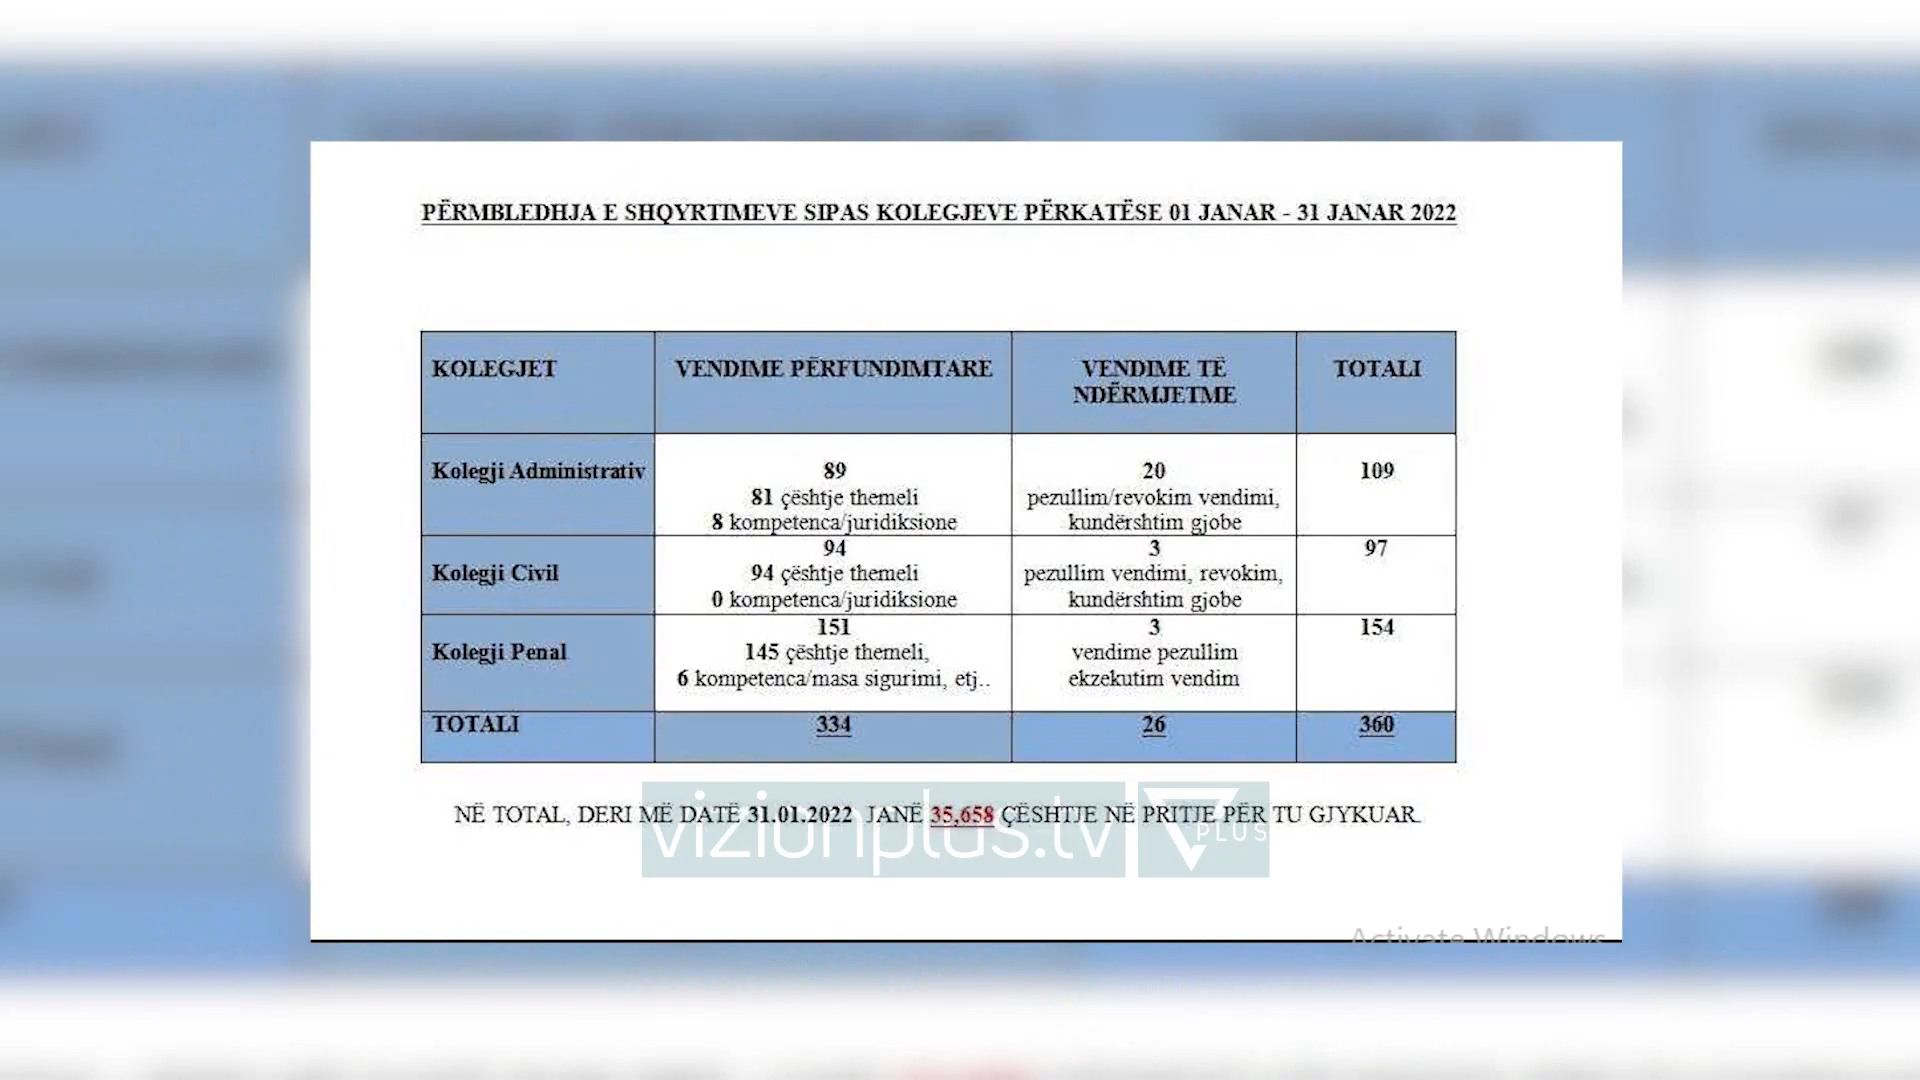 PËRMBLEDHJA E SHQYRTIMEVE SIPAS KOLEGJEVE PËRKATËSE 01 JANAR - 31 JANAR 2022
KOLEGJET
VENDIME PËRFUNDIMTARE
VENDIME TË
NDËRMJETME
TOTALI
Kolegji Administrativ
89
81 çështje themeli
8 kompetenca/juridiksione
20
pezullim/revokim vendimi,
kundërshtim gjobe
109
Kolegji Civil
94
94 çështje themeli
0 kompetenca/juridiksione
3
pezullim vendimi, revokim,
kundërshtim gjobe
97
Kolegji Penal
151
145 çështje themeli,
6 kompetenca/masa sigurimi, etj..
3
vendime pezullim
ekzekutim vendim
154
TOTALI
334
26
360
NË TOTAL, DERI MË DATË 31.01.2022 JANË 35,658 ÇËSHTJE NË PRITJE PËR TU GJYKUAR.
vizionplus.tv
PLUS
Activate Windows